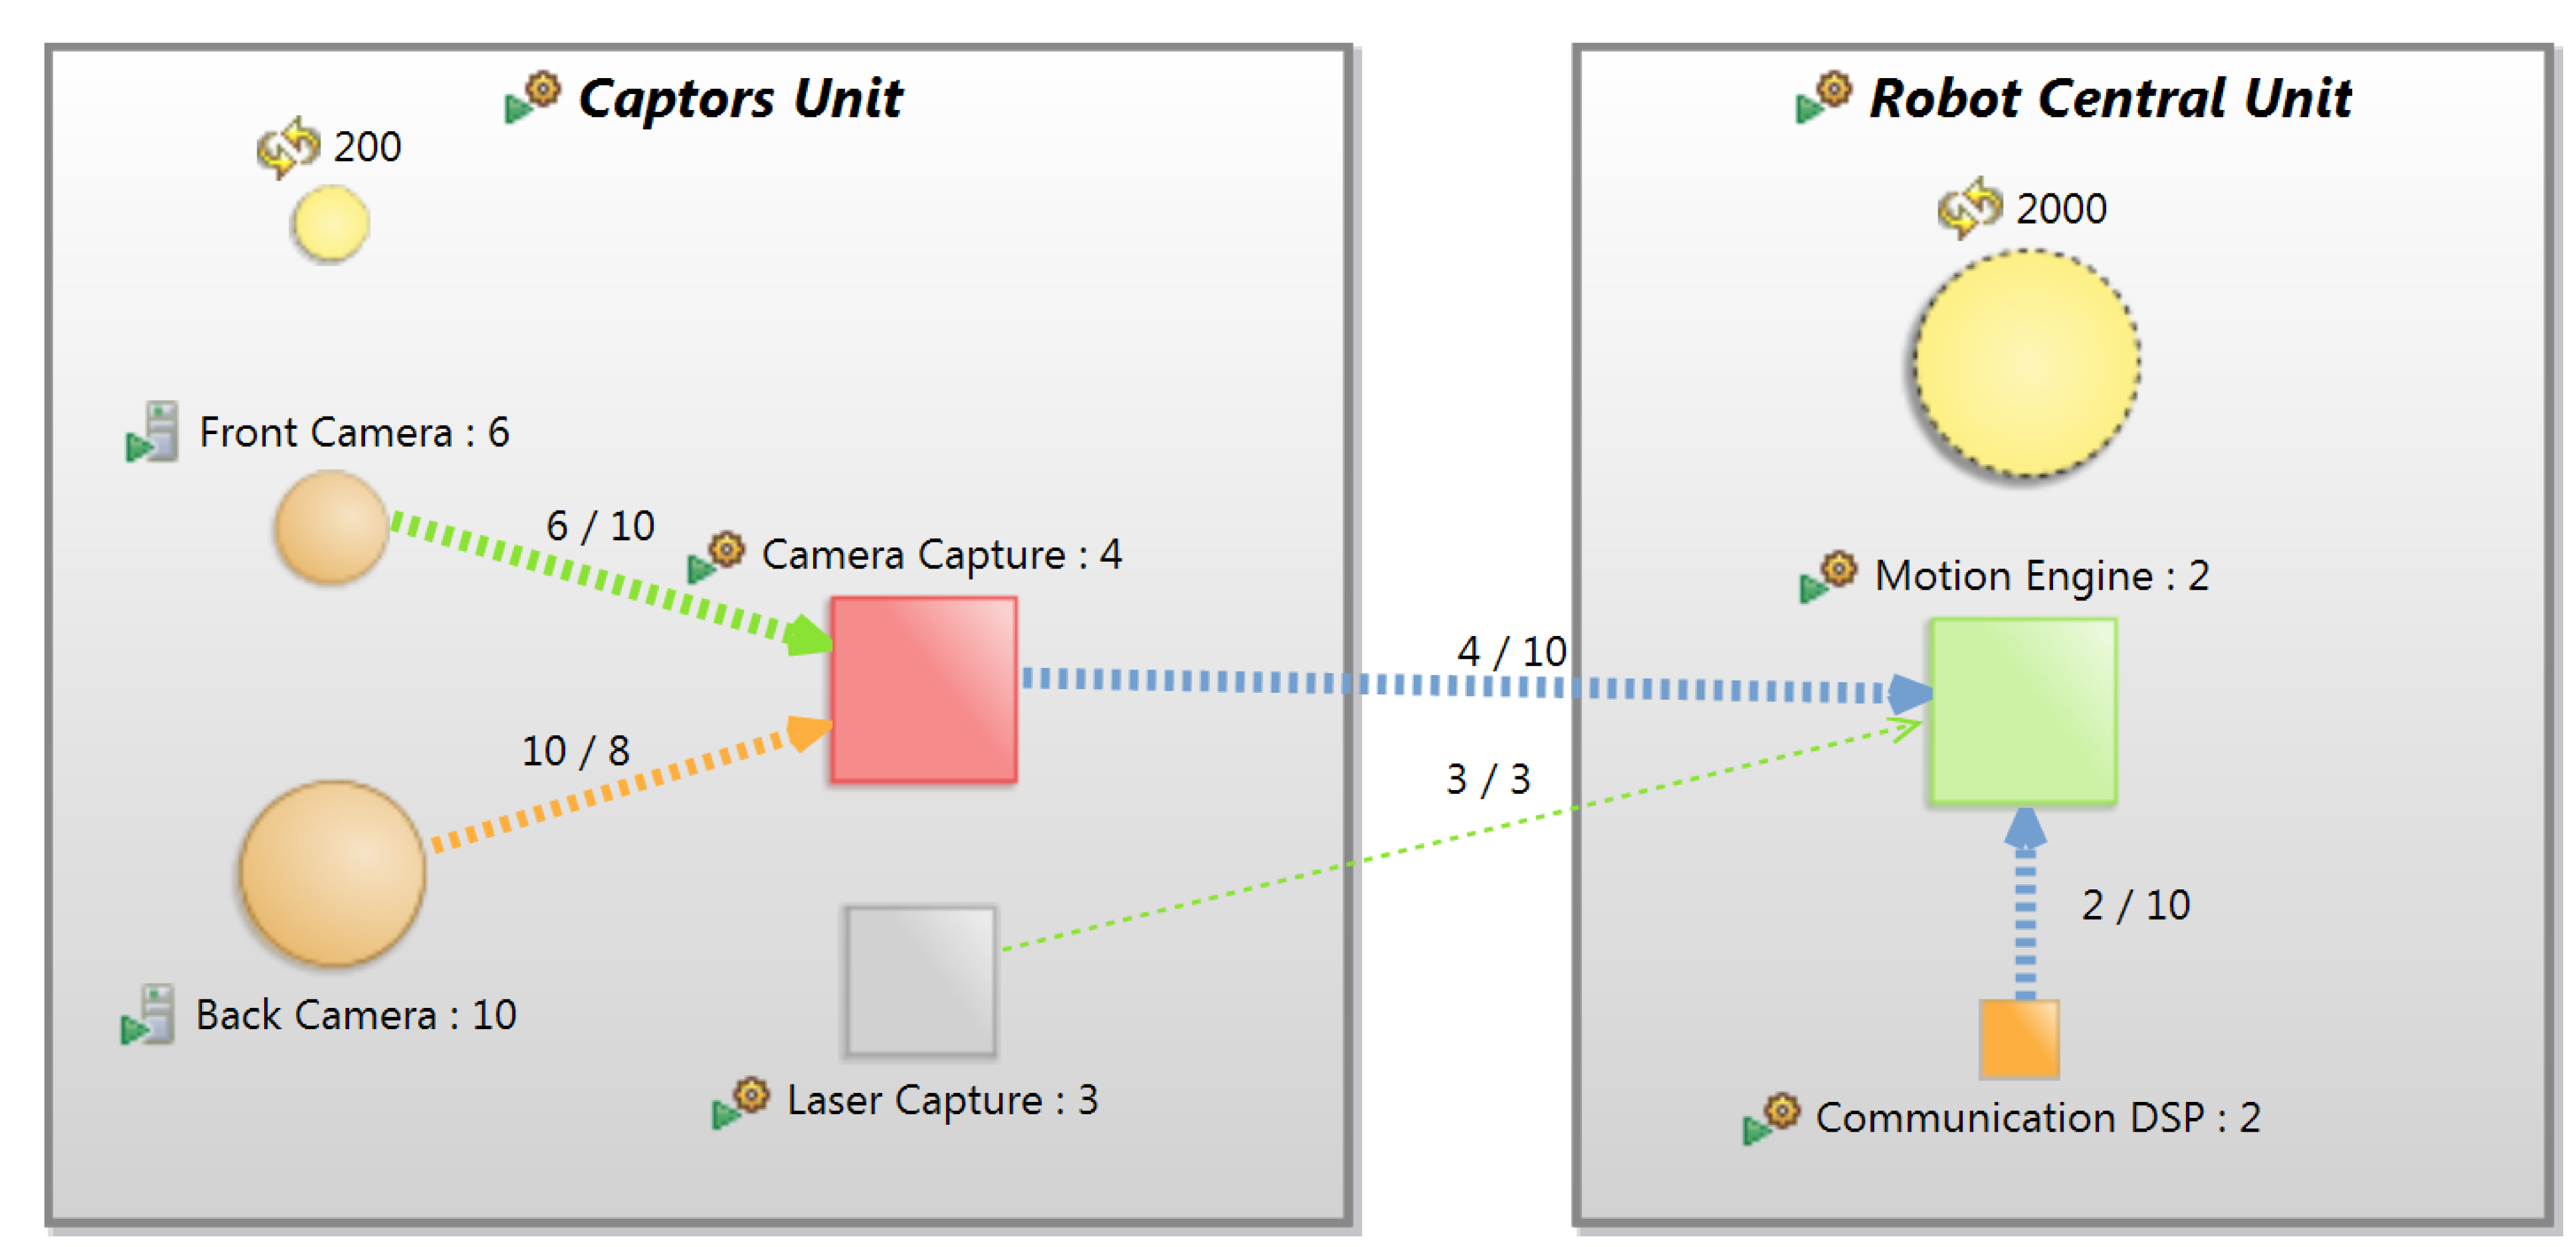 Captors Unit
200
Front Camera : 6
6 / 10
Camera Capture : 4
10 / 8
Back Camera : 10
Laser Capture : 3
4 / 10
3 / 3
Robot Central Unit
2000
Motion Engine : 2
2 / 10
Communication DSP : 2